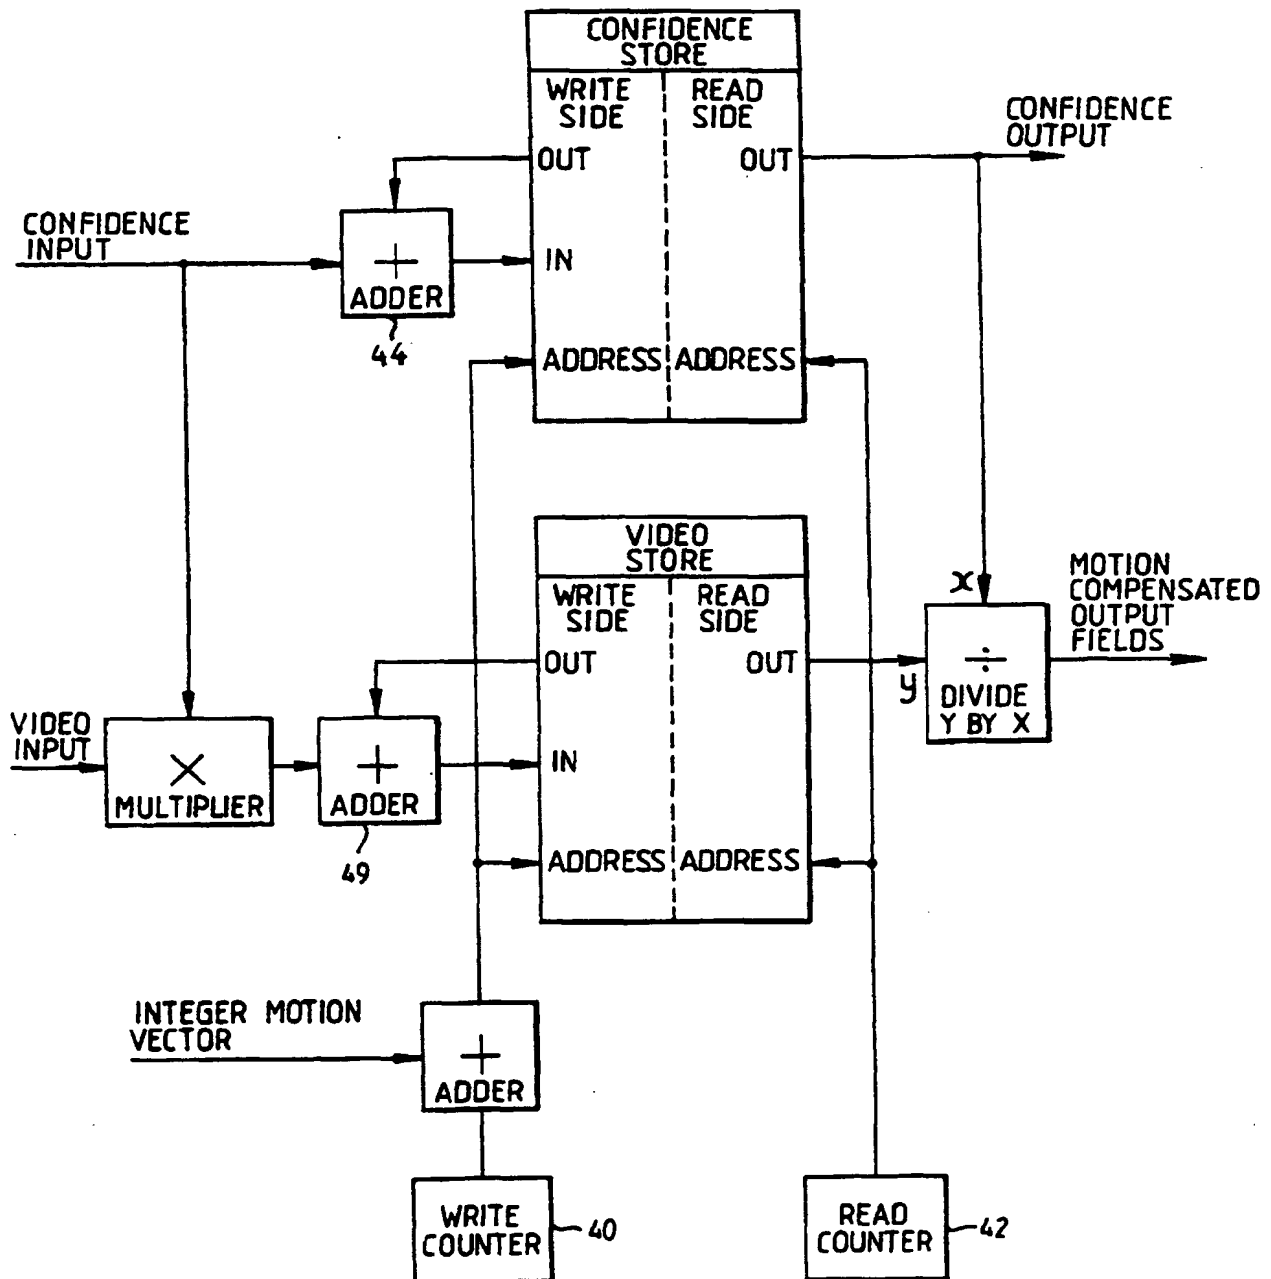 CONFIDENCE
STORE
WRITE
SIDE
READ
SIDE
OUT
OUT
CONFIDENCE
OUTPUT
CONFIDENCE
INPUT
+
ADDER
44
IN
ADDRESS
ADDRESS
VIDEO
STORE
WRITE
SIDE
READ
SIDE
OUT
OUT
x
y
÷
DIVIDE
Y BY X
MOTION
COMPENSATED
OUTPUT
FIELDS
VIDEO
INPUT
×
MULTIPLIER
+
ADDER
49
IN
ADDRESS
ADDRESS
INTEGER MOTION
VECTOR
+
ADDER
WRITE
COUNTER
40
READ
COUNTER
42